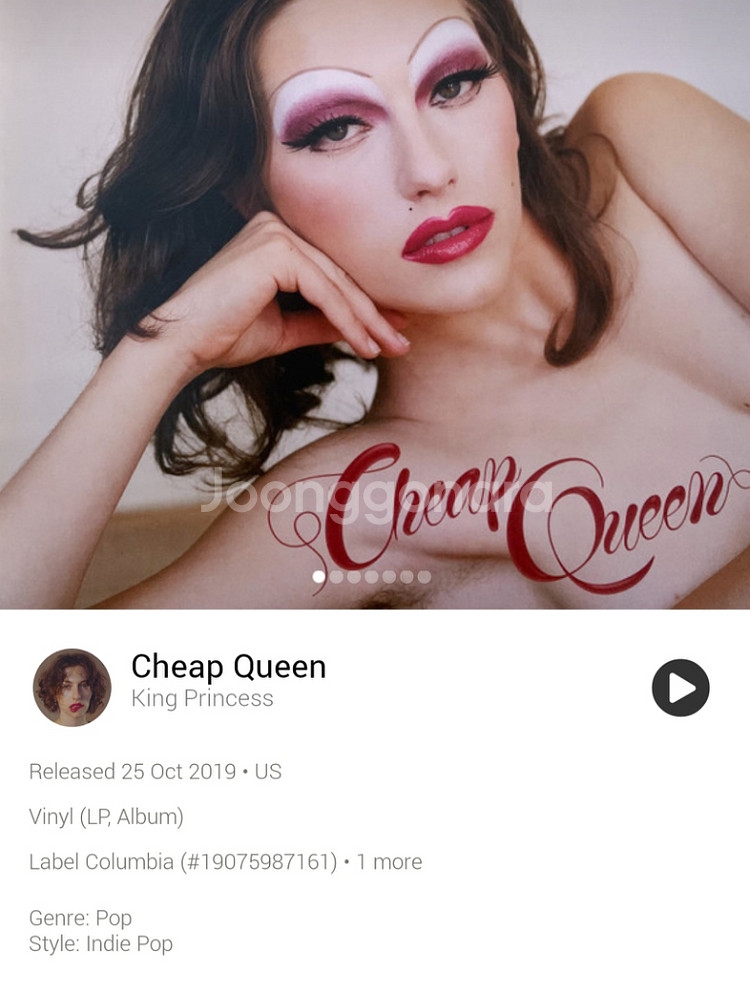 Cheap Queen
Joonggonara
Cheap Queen
King Princess
Released 25 Oct 2019 • US
Vinyl (LP, Album)
Label Columbia (#19075987161) • 1 more
Genre: Pop
Style: Indie Pop